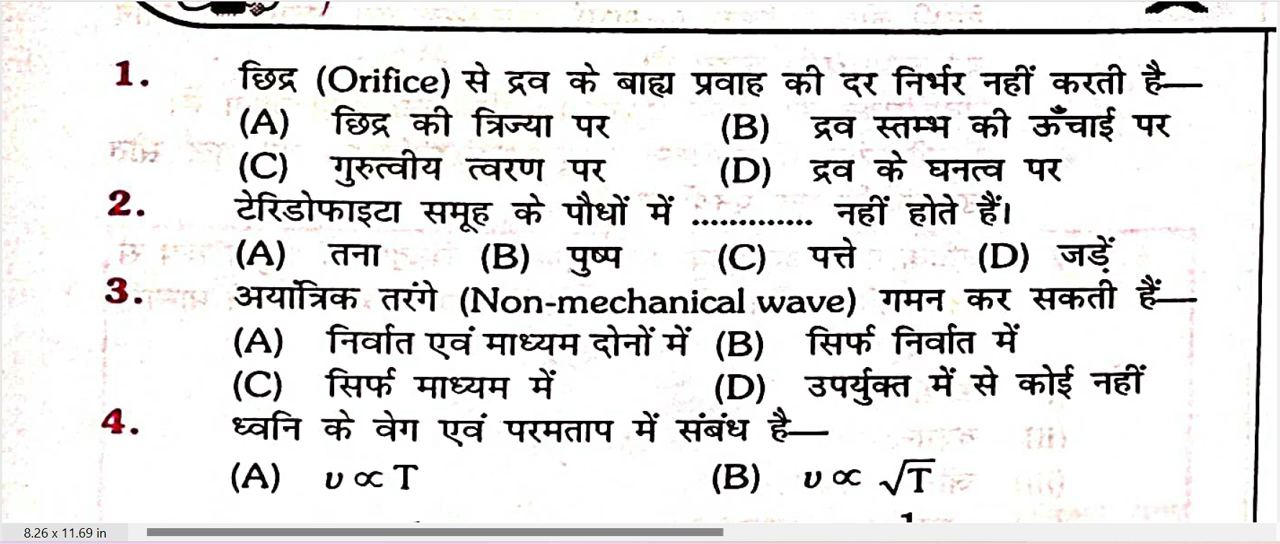 1. छिद्र (Orifice) से द्रव के बाह्य प्रवाह की दर निर्भर नहीं करती है—
(A) छिद्र की त्रिज्या पर (B) द्रव स्तम्भ की ऊँचाई पर
(C) गुरुत्वीय त्वरण पर (D) द्रव के घनत्व पर
2. टेरिडोफाइटा समूह के पौधों में ............. नहीं होते हैं।
(A) तना (B) पुष्प (C) पत्ते (D) जड़ें
3. अयांत्रिक तरंगे (Non-mechanical wave) गमन कर सकती हैं—
(A) निर्वात एवं माध्यम दोनों में (B) सिर्फ निर्वात में
(C) सिर्फ माध्यम में (D) उपर्युक्त में से कोई नहीं
4. ध्वनि के वेग एवं परमताप में संबंध है—
(A) υ ∝ T (B) υ ∝ √T
8.26 x 11.69 in